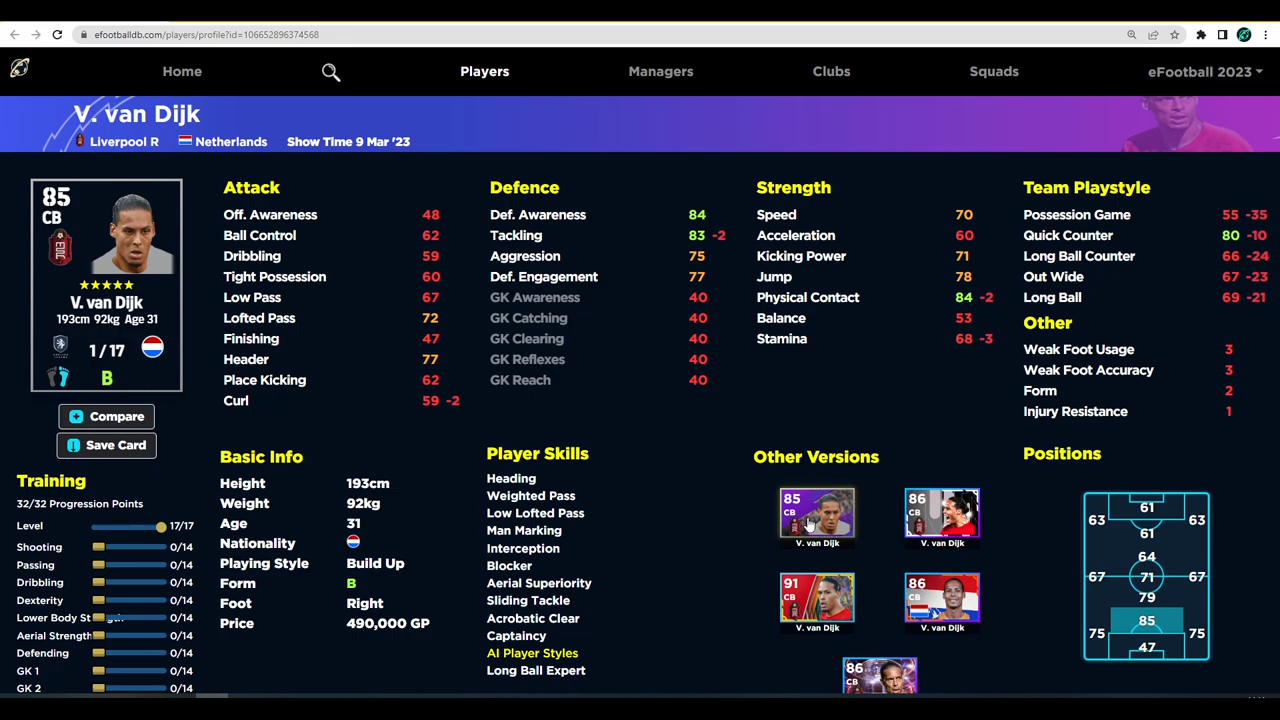 efootballdb.com/players/profile?id=106652896374568
Home Players Managers Clubs Squads eFootball 2023
V. van Dijk
Liverpool R Netherlands Show Time 9 Mar '23
85
CB
V. van Dijk
193cm 92kg Age 31
1 / 17
B
Compare
Save Card
Training
32/32 Progression Points
Level 17/17
Shooting 0/14
Passing 0/14
Dribbling 0/14
Dexterity 0/14
Lower Body Strength 0/14
Aerial Strength 0/14
Defending 0/14
GK 1 0/14
GK 2 0/14
Attack
Off. Awareness 48
Ball Control 62
Dribbling 59
Tight Possession 60
Low Pass 67
Lofted Pass 72
Finishing 47
Header 77
Place Kicking 62
Curl 59 -2
Defence
Def. Awareness 84
Tackling 83 -2
Aggression 75
Def. Engagement 77
GK Awareness 40
GK Catching 40
GK Clearing 40
GK Reflexes 40
GK Reach 40
Strength
Speed 70
Acceleration 60
Kicking Power 71
Jump 78
Physical Contact 84 -2
Balance 53
Stamina 68 -3
Team Playstyle
Possession Game 55 -35
Quick Counter 80 -10
Long Ball Counter 66 -24
Out Wide 67 -23
Long Ball 69 -21
Other
Weak Foot Usage 3
Weak Foot Accuracy 3
Form 2
Injury Resistance 1
Basic Info
Height 193cm
Weight 92kg
Age 31
Nationality
Playing Style Build Up
Form B
Foot Right
Price 490,000 GP
Player Skills
Heading
Weighted Pass
Low Lofted Pass
Man Marking
Interception
Blocker
Aerial Superiority
Sliding Tackle
Acrobatic Clear
Captaincy
AI Player Styles
Long Ball Expert
Other Versions
85
CB
V. van Dijk
86
CB
V. van Dijk
91
CB
V. van Dijk
86
CB
V. van Dijk
86
CB
Positions
61
63 63
61
64
67 71 67
79
85
75 75
47